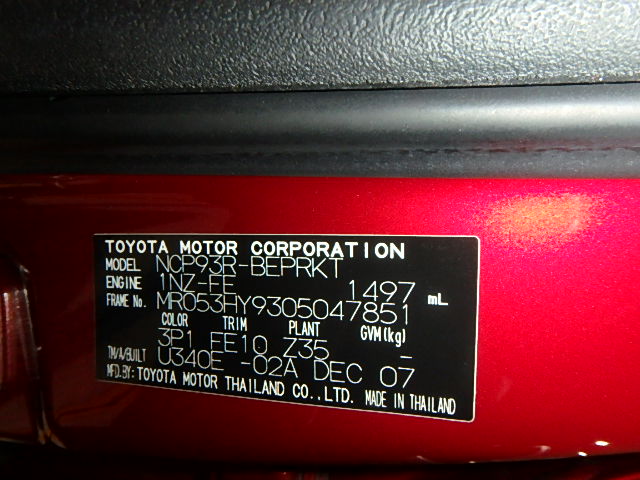 TOYOTA MOTOR CORPORATION
MODEL NCP93R-BEPRKT
ENGINE 1NZ-FE 1497 mL
FRAME No. MR053HY9305047851
COLOR TRIM PLANT GVM(kg)
3P1 FE10 Z35 –
TM/A/BUILT U340E -02A DEC 07
MFD.BY: TOYOTA MOTOR THAILAND CO.,LTD. MADE IN THAILAND